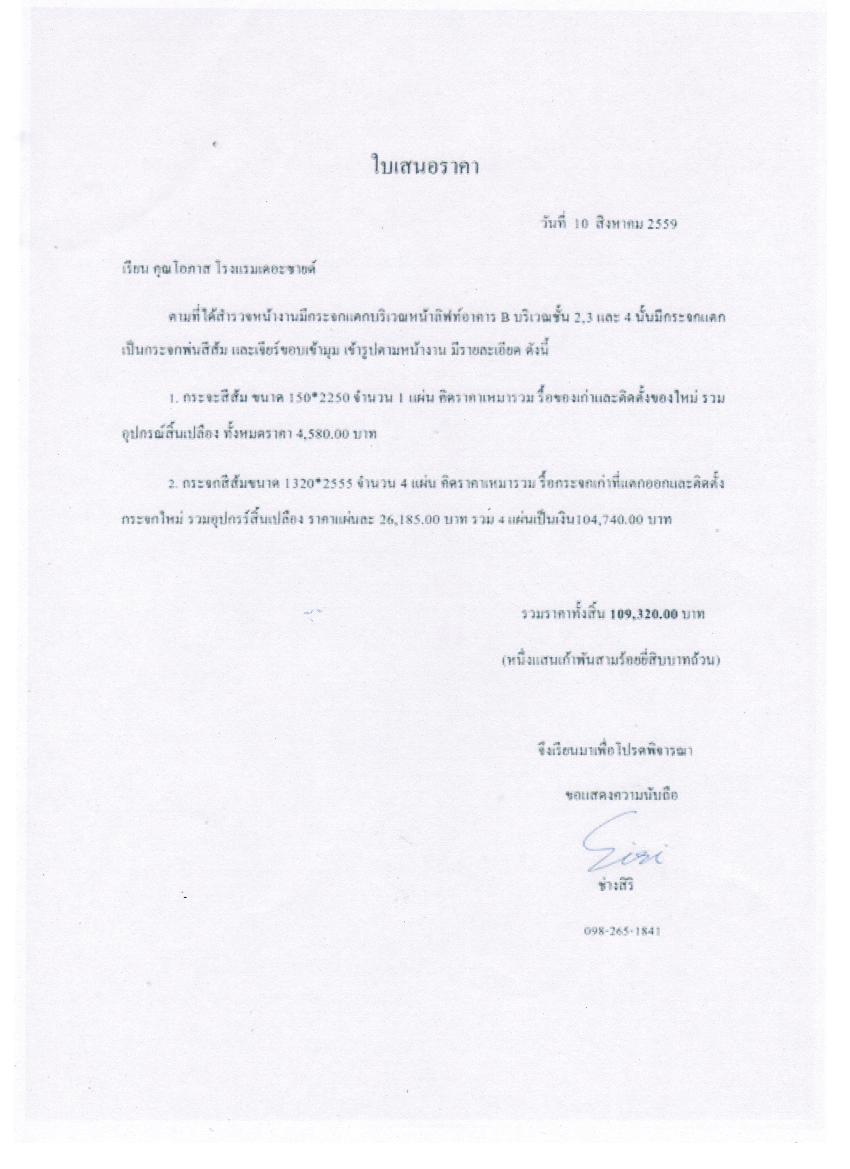 ใบเสนอราคา
วันที่ 10 สิงหาคม 2559
เรียน คุณโอภาส โรงแรมเดอะซายด์
ตามที่ได้สำรวจหน้างานมีกระจกแตกบริเวณหน้าลิฟท์อาคาร B บริเวณชั้น 2,3 และ 4 นั้นมีกระจกแตก
เป็นกระจกพ่นสีส้ม และเจียร์ขอบเข้ามุม เข้ารูปตามหน้างาน มีรายละเอียด ดังนี้
1. กระจะสีส้ม ขนาด 150*2250 จำนวน 1 แผ่น คิดราคาเหมารวม รื้อของเก่าและติดตั้งของใหม่ รวม
อุปกรณ์สิ้นเปลือง ทั้งหมดราคา 4,580.00 บาท
2. กระจกสีส้มขนาด 1320*2555 จำนวน 4 แผ่น คิดราคาเหมารวม รื้อกระจกเก่าที่แตกออกและติดตั้ง
กระจกใหม่ รวมอุปกรร์สิ้นเปลือง ราคาแผ่นละ 26,185.00 บาท รวม 4 แผ่นเป็นเงิน104,740.00 บาท
รวมราคาทั้งสิ้น 109,320.00 บาท
(หนึ่งแสนเก้าพันสามร้อยยี่สิบบาทถ้วน)
จึงเรียนมาเพื่อโปรดพิจารณา
ขอแสดงความนับถือ
Siri
ช่างสิริ
098-265-1841